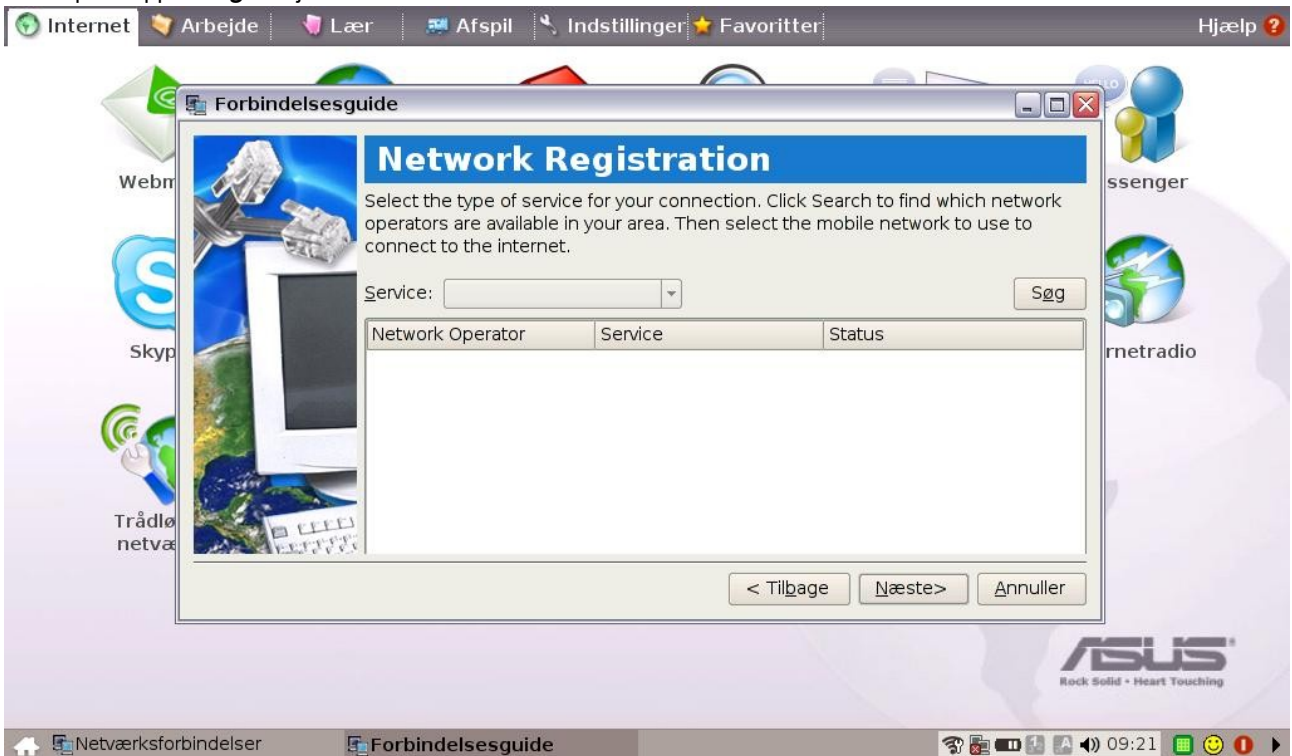 Internet Arbejde Lær Afspil Indstillinger Favoritter Hjælp
Forbindelsesguide
Network Registration
Select the type of service for your connection. Click Search to find which network
operators are available in your area. Then select the mobile network to use to
connect to the internet.
Service: Søg
Network Operator Service Status
< Tilbage Næste> Annuller
HELLO
ssenger
rnetradio
Trådlø
netvæ
ASUS
Rock Solid • Heart Touching
Netværksforbindelser Forbindelsesguide 09:21